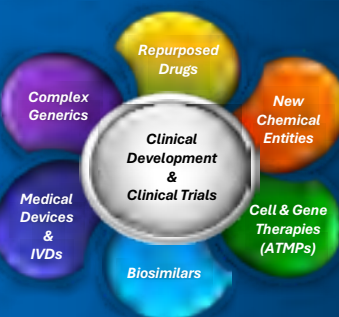 Repurposed
Drugs
Complex
Generics
New
Chemical
Entities
Clinical
Development
&
Clinical Trials
Medical
Devices
&
IVDs
Cell & Gene
Therapies
(ATMPs)
Biosimilars